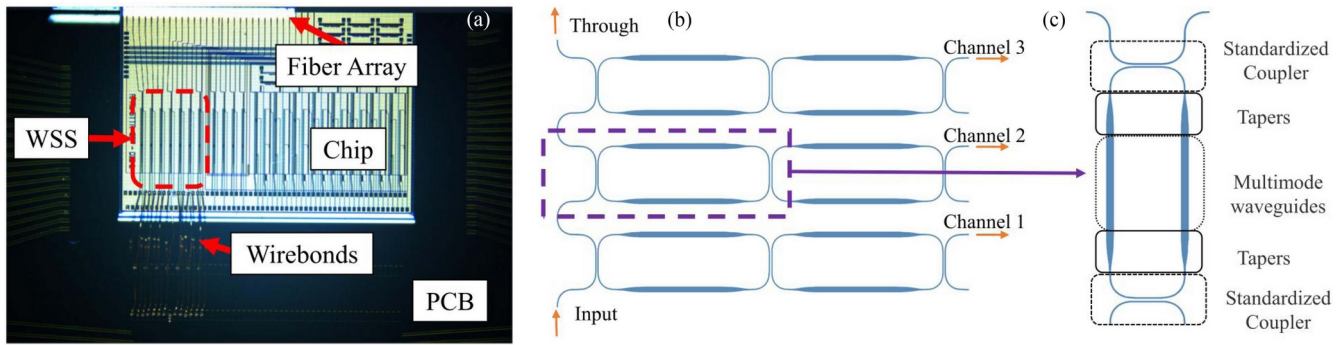 (a)
Fiber Array
WSS
Chip
Wirebonds
PCB
(b)
Through
Channel 3
Channel 2
Channel 1
Input
(c)
Standardized
Coupler
Tapers
Multimode
waveguides
Tapers
Standardized
Coupler